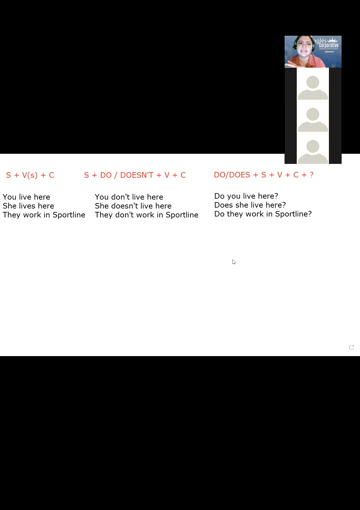 S + V(s) + C
You live here
She lives here
They work in Sportline
S + DO / DOESN'T + V + C
You don't live here
She doesn't live here
They don't work in Sportline
DO/DOES + S + V + C + ?
Do you live here?
Does she live here?
Do they work in Sportline?